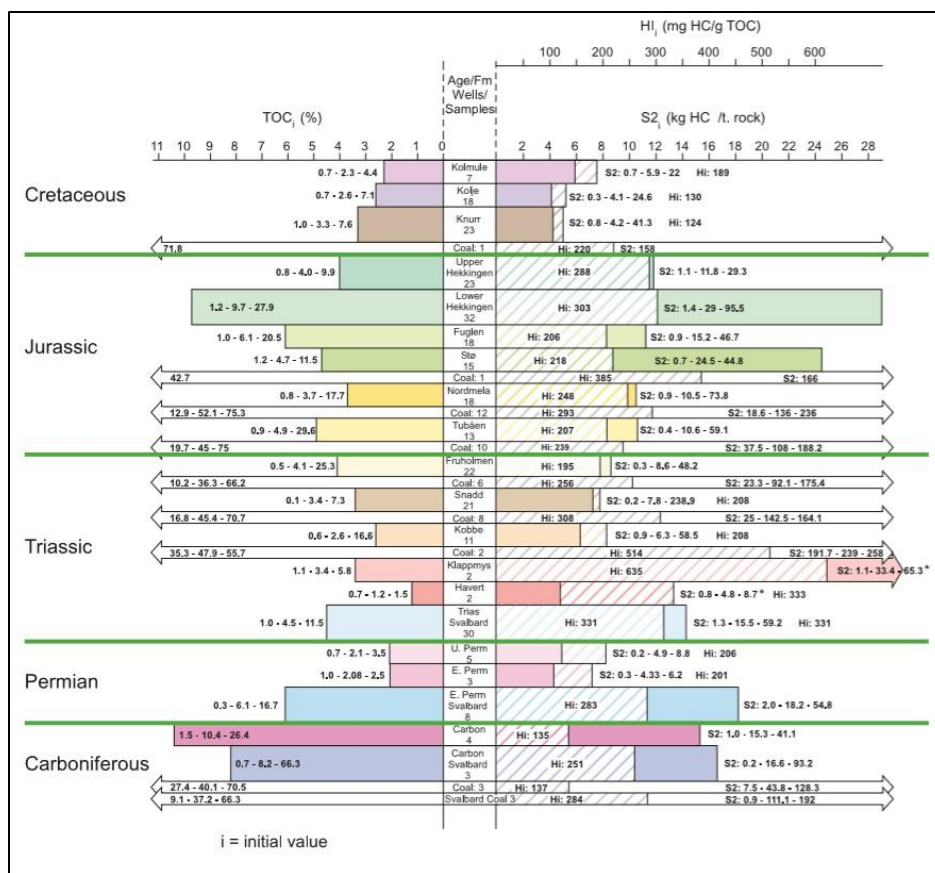 HIi (mg HC/g TOC)
100 200 300 400 500 600
Age/Fm
Wells/
Samples
TOCi (%)
S2i (kg HC /t. rock)
11 10 9 8 7 6 5 4 3 2 1 0
0 2 4 6 8 10 12 14 16 18 20 22 24 26 28
Cretaceous
0.7 - 2.3 - 4.4
Kolmule
7
S2: 0.7 - 5.9 - 22 Hi: 189
0.7 - 2.6 - 7.1
Kolje
18
S2: 0.3 - 4.1 - 24.6 Hi: 130
1.0 - 3.3 - 7.6
Knurr
23
S2: 0.8 - 4.2 - 41.3 Hi: 124
71.8
Coal: 1
Hi: 220
S2: 158
Jurassic
0.8 - 4.0 - 9.9
Upper
Hekkingen
23
Hi: 288
S2: 1.1 - 11.8 - 29.3
1.2 - 9.7 - 27.9
Lower
Hekkingen
32
Hi: 303
S2: 1.4 - 29 - 95.5
1.0 - 6.1 - 20.5
Fuglen
18
Hi: 206
S2: 0.9 - 15.2 - 46.7
1.2 - 4.7 - 11.5
Stø
15
Hi: 218
S2: 0.7 - 24.5 - 44.8
42.7
Coal: 1
Hi: 385
S2: 166
0.8 - 3.7 - 17.7
Nordmela
18
Hi: 248
S2: 0.9 - 10.5 - 73.8
12.9 - 52.1 - 75.3
Coal: 12
Hi: 293
S2: 18.6 - 136 - 236
0.9 - 4.9 - 29.6
Tubåen
13
Hi: 207
S2: 0.4 - 10.6 - 59.1
19.7 - 45 - 75
Coal: 10
Hi: 239
S2: 37.5 - 108 - 188.2
Triassic
0.5 - 4.1 - 25.3
Fruholmen
22
Hi: 195
S2: 0.3 - 8.6 - 48.2
10.2 - 36.3 - 66.2
Coal: 6
Hi: 256
S2: 23.3 - 92.1 - 175.4
0.1 - 3.4 - 7.3
Snadd
21
S2: 0.2 - 7.8 - 238.9 Hi: 208
16.8 - 45.4 - 70.7
Coal: 8
Hi: 308
S2: 25 - 142.5 - 164.1
0.6 - 2.6 - 16.6
Kobbe
11
S2: 0.9 - 6.3 - 58.5 Hi: 208
35.3 - 47.9 - 55.7
Coal: 2
Hi: 514
S2: 191.7 - 239 - 258
1.1 - 3.4 - 5.8
Klappmys
2
Hi: 635
S2: 1.1 - 33.4 - 65.3*
0.7 - 1.2 - 1.5
Havert
2
S2: 0.8 - 4.8 - 8.7* Hi: 333
1.0 - 4.5 - 11.5
Trias
Svalbard
30
Hi: 331
S2: 1.3 - 15.5 - 59.2 Hi: 331
Permian
0.7 - 2.1 - 3.5
U. Perm
5
S2: 0.2 - 4.9 - 8.8 Hi: 206
1.0 - 2.08 - 2.5
E. Perm
3
S2: 0.3 - 4.33 - 6.2 Hi: 201
0.3 - 6.1 - 16.7
E. Perm
Svalbard
8
Hi: 283
S2: 2.0 - 18.2 - 54.8
Carboniferous
1.5 - 10.4 - 26.4
Carbon
4
Hi: 135
S2: 1.0 - 15.3 - 41.1
0.7 - 8.2 - 66.3
Carbon
Svalbard
3
Hi: 251
S2: 0.2 - 16.6 - 93.2
27.4 - 40.1 - 70.5
Coal: 3
Hi: 137
S2: 7.5 - 43.8 - 128.3
9.1 - 37.2 - 66.3
Svalbard Coal 3
Hi: 284
S2: 0.9 - 111.1 - 192
i = initial value